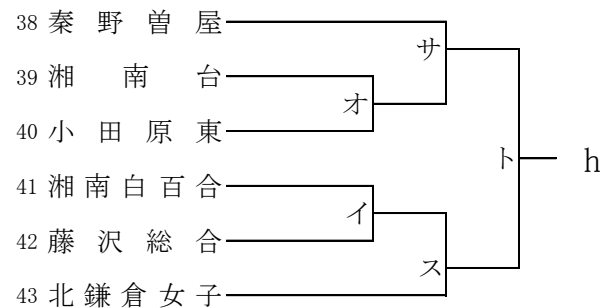 38 秦野曽屋
サ
39 湘南台
オ
40 小田原東
ト h
41 湘南白百合
イ
42 藤沢総合
ス
43 北鎌倉女子